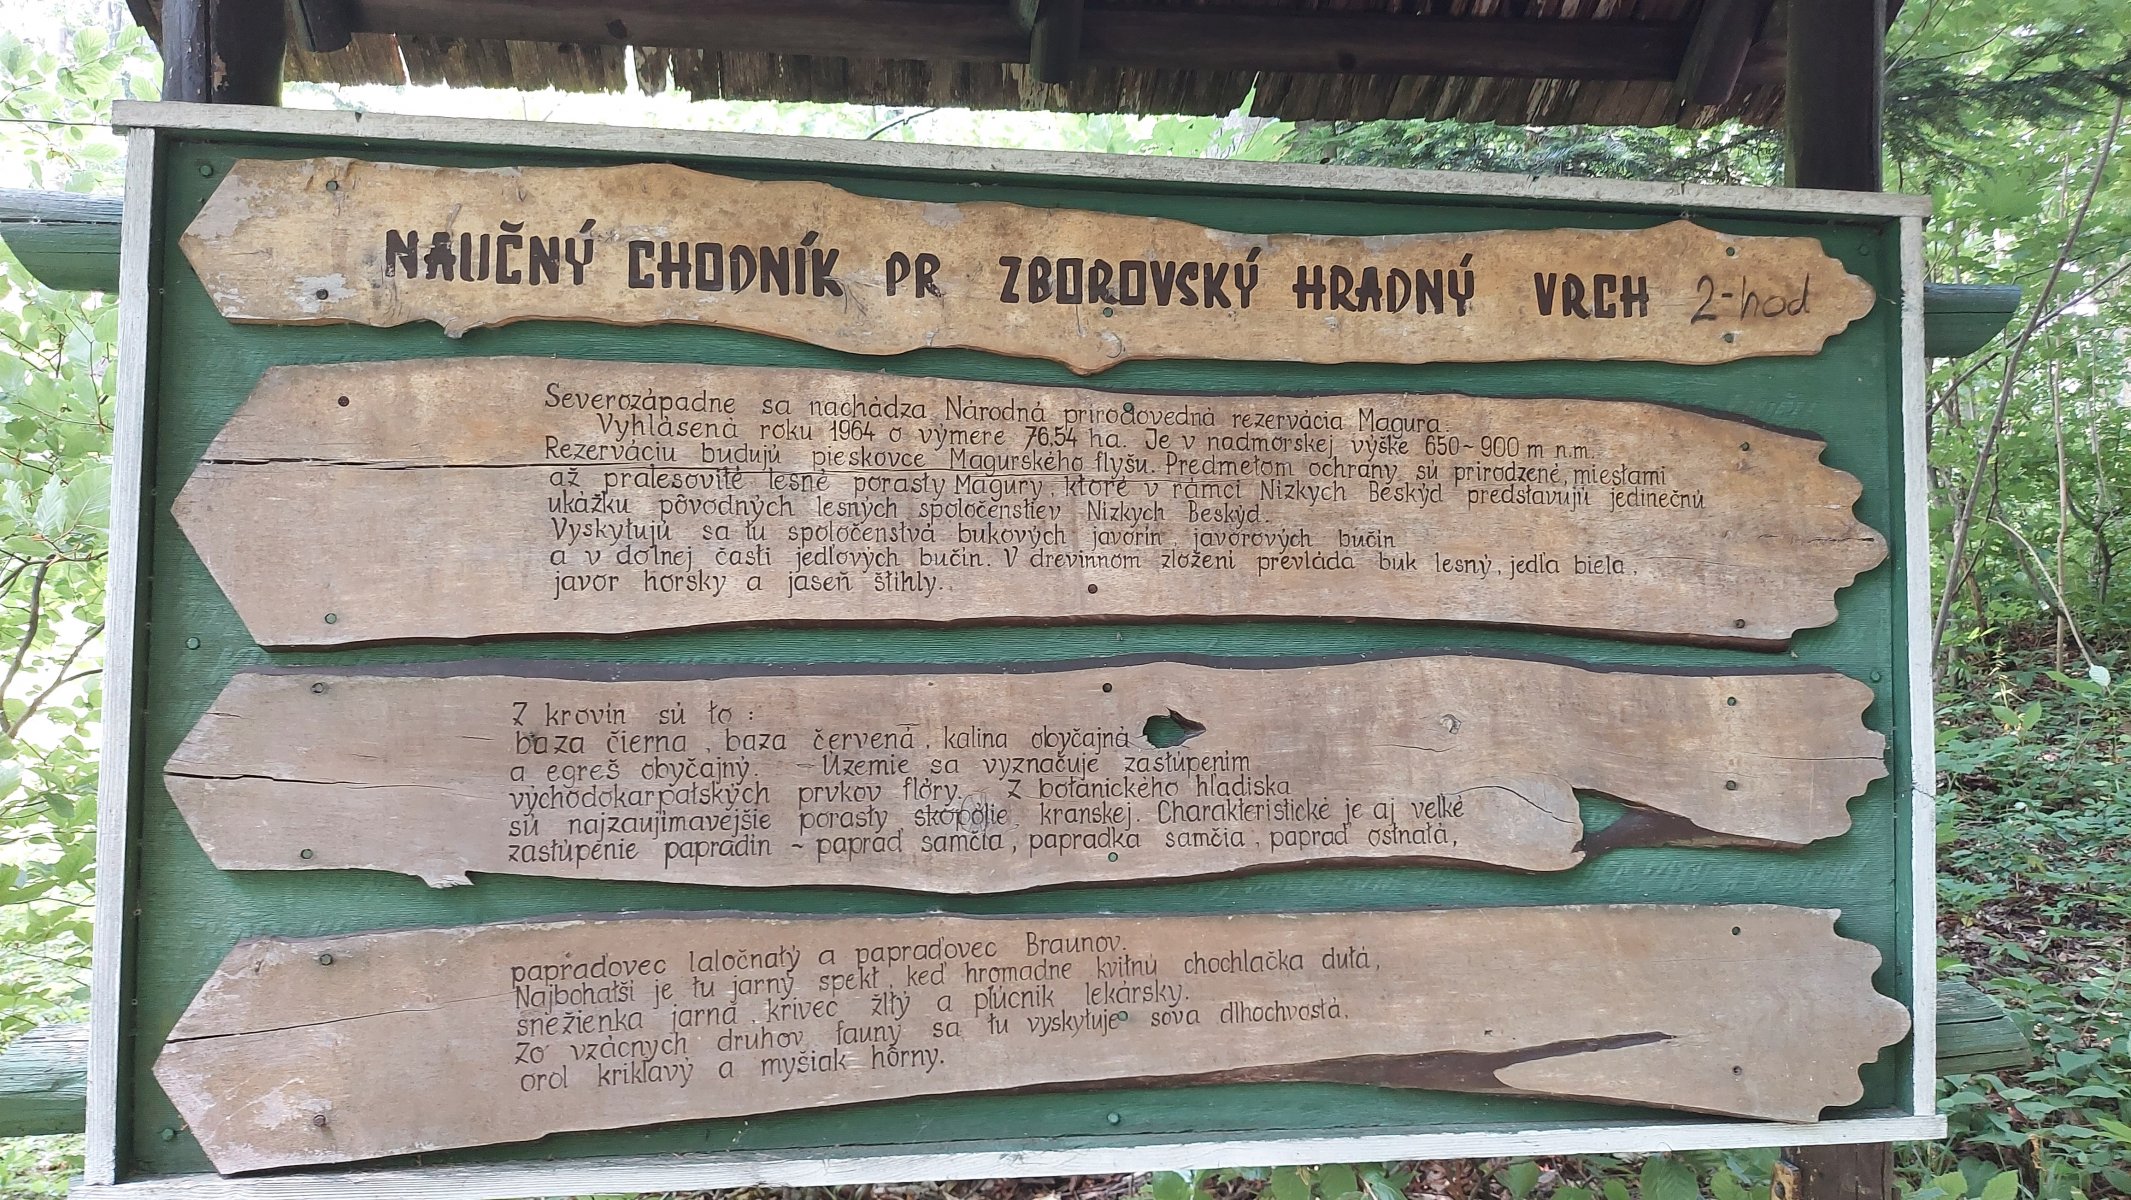 NAUČNÝ CHODNÍK PR ZBOROVSKÝ HRADNÝ VRCH 2-hod
Severozápadne sa nachádza Národná prírodovedná rezervácia Magura.
Vyhlásená roku 1964 o výmere 76,54 ha. Je v nadmorskej výške 650~900 m n.m.
Rezerváciu budujú pieskovce Magurského flyšu. Predmetom ochrany sú prirodzené, miestami
až pralesovité lesné porasty Magury, ktoré v rámci Nízkych Beskýd predstavujú jedinečnú
ukážku pôvodných lesných spoločenstiev Nízkych Beskýd.
Vyskytujú sa tu spoločenstvá bukových javorín, javorových bučín
a v dolnej časti jedľových bučín. V drevinnom zložení prevláda buk lesný, jedľa biela,
javor horský a jaseň štíhly.
Z krovín sú to :
baza čierna, baza červená, kalina obyčajná
a egreš obyčajný. Územie sa vyznačuje zastúpením
východokarpatských prvkov flóry. Z botanického hľadiska
sú najzaujímavejšie porasty skopólie kranskej. Charakteristické je aj veľké
zastúpenie papradín ~ papraď samčia, papradka samčia, papraď ostnatá,
papraďovec laločnatý a papraďovec Braunov.
Najbohatší je tu jarný spekt, keď hromadne kvitnú chochlačka dutá,
snežienka jarná, krivec žltý a pľúcnik lekársky.
Zo vzácnych druhov fauny sa tu vyskytuje sova dlhochvostá,
orol krikľavý a myšiak hôrny.